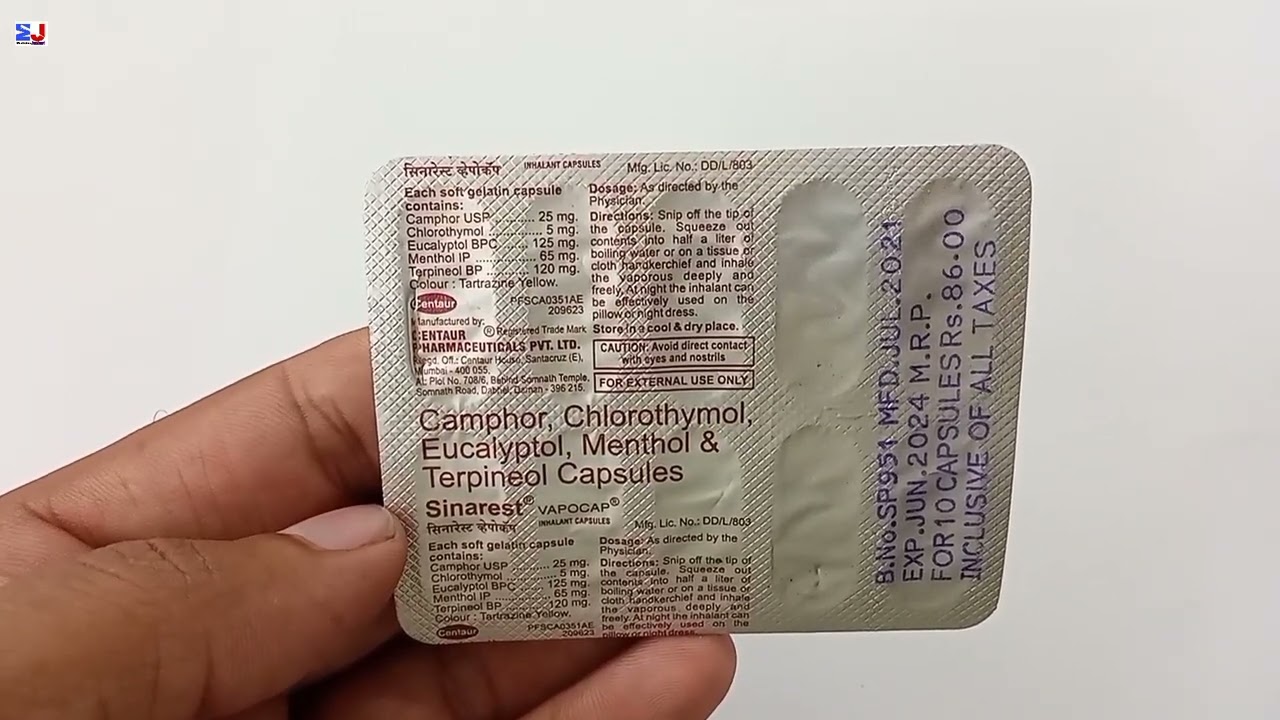 सिनारेस्ट व्हेपोकॅप INHALANT CAPSULES Mfg. Lic. No.: DD/L/803
Each soft gelatin capsule
contains:
Camphor USP .......... 25 mg.
Chlorothymol .......... 5 mg.
Eucalyptol BPC ........ 125 mg.
Menthol IP ............. 65 mg.
Terpineol BP .......... 120 mg.
Colour : Tartrazine Yellow.
Centaur PFSCA0351AE
209623
Manufactured by: ® Registered Trade Mark
CENTAUR
PHARMACEUTICALS PVT. LTD.
Regd. Off.: Centaur House, Santacruz (E),
Mumbai - 400 055.
At: Plot No. 708/6, Behind Somnath Temple,
Somnath Road, Dabhel, Daman - 396 215.
Dosage: As directed by the
Physician.
Directions: Snip off the tip of
the capsule. Squeeze out
contents into half a liter of
boiling water or on a tissue or
cloth handkerchief and inhale
the vaporous deeply and
freely. At night the inhalant can
be effectively used on the
pillow or night dress.
Store in a cool & dry place.
CAUTION: Avoid direct contact
with eyes and nostrils
FOR EXTERNAL USE ONLY
Camphor, Chlorothymol,
Eucalyptol, Menthol &
Terpineol Capsules
Sinarest® VAPOCAP®
सिनारेस्ट व्हेपोकॅप INHALANT CAPSULES Mfg. Lic. No.: DD/L/803
Each soft gelatin capsule
contains:
Camphor USP .......... 25 mg.
Chlorothymol .......... 5 mg.
Eucalyptol BPC ........ 125 mg.
Menthol IP ............. 65 mg.
Terpineol BP .......... 120 mg.
Colour : Tartrazine Yellow.
Centaur PFSCA0351AE
209623
Dosage: As directed by the
Physician.
Directions: Snip off the tip of
the capsule. Squeeze out
contents into half a liter of
boiling water or on a tissue or
cloth handkerchief and inhale
the vaporous deeply and
freely. At night the inhalant can
be effectively used on the
pillow or night dress.
B.No.SP951 MFD.JUL.2021
EXP.JUN.2024 M.R.P.
FOR 10 CAPSULES Rs.86.00
INCLUSIVE OF ALL TAXES